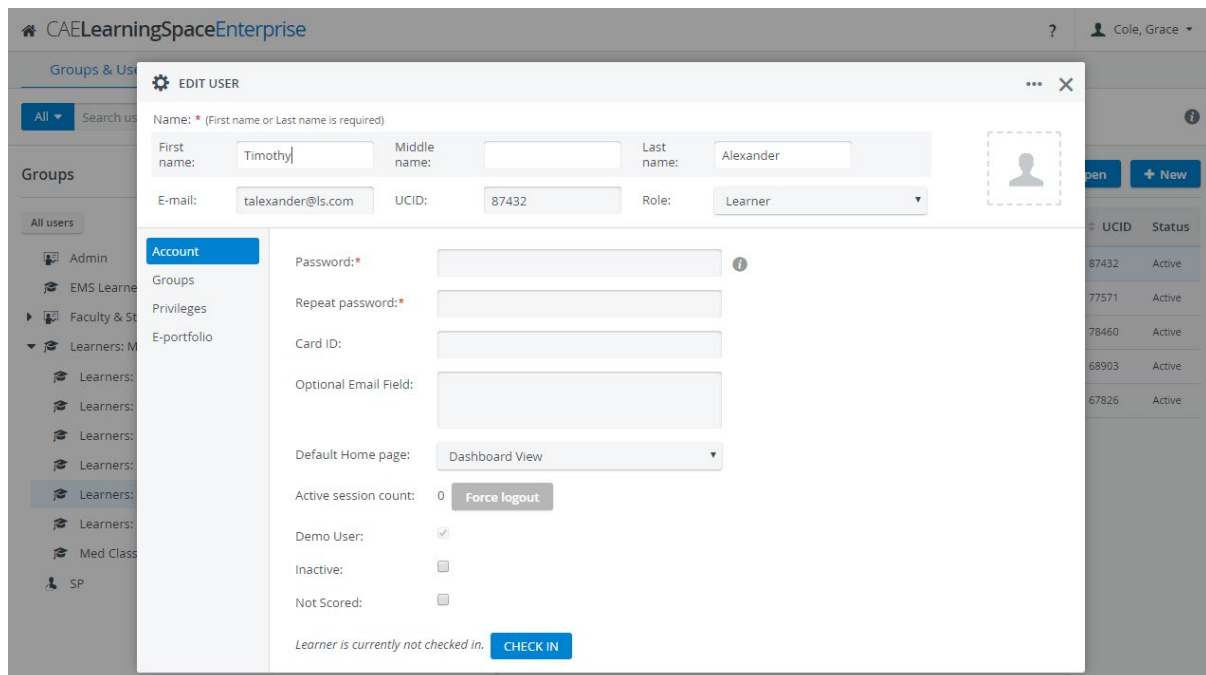 CAELearningSpaceEnterprise
? Cole, Grace
Groups & Use
All Search us
Groups
All users
Admin
EMS Learne
Faculty & St
Learners: M
Learners:
Learners:
Learners:
Learners:
Learners:
Learners:
Med Class
SP
EDIT USER
Name: * (First name or Last name is required)
First name: Timothy Middle name: Last name: Alexander
E-mail: talexander@ls.com UCID: 87432 Role: Learner
Account
Groups
Privileges
E-portfolio
Password:*
Repeat password:*
Card ID:
Optional Email Field:
Default Home page: Dashboard View
Active session count: 0 Force logout
Demo User:
Inactive:
Not Scored:
Learner is currently not checked in. CHECK IN
pen + New
UCID Status
87432 Active
77571 Active
78460 Active
68903 Active
67826 Active